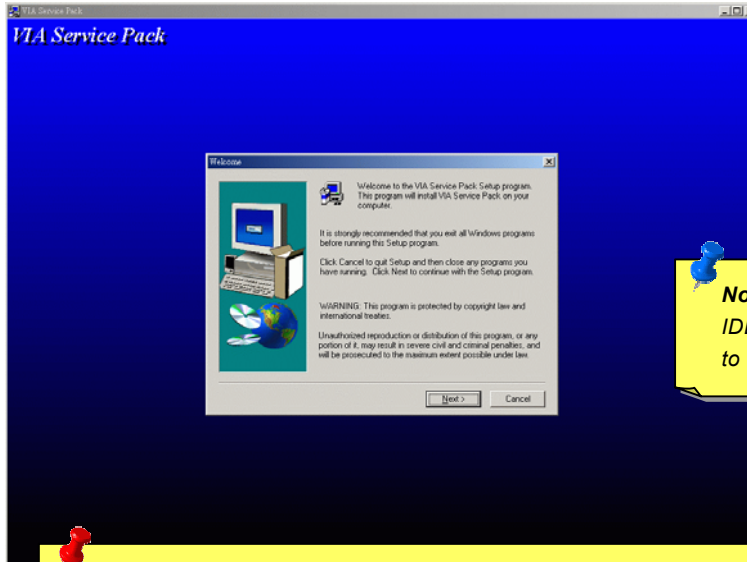 VIA Service Pack
VIA Service Pack
Welcome
Welcome to the VIA Service Pack Setup program.
This program will install VIA Service Pack on your
computer.
It is strongly recommended that you exit all Windows programs
before running this Setup program.
Click Cancel to quit Setup and then close any programs you
have running. Click Next to continue with the Setup program.
WARNING: This program is protected by copyright law and
international treaties.
Unauthorized reproduction or distribution of this program, or any
portion of it, may result in severe civil and criminal penalties, and
will be prosecuted to the maximum extent possible under law.
Next >
Cancel
to